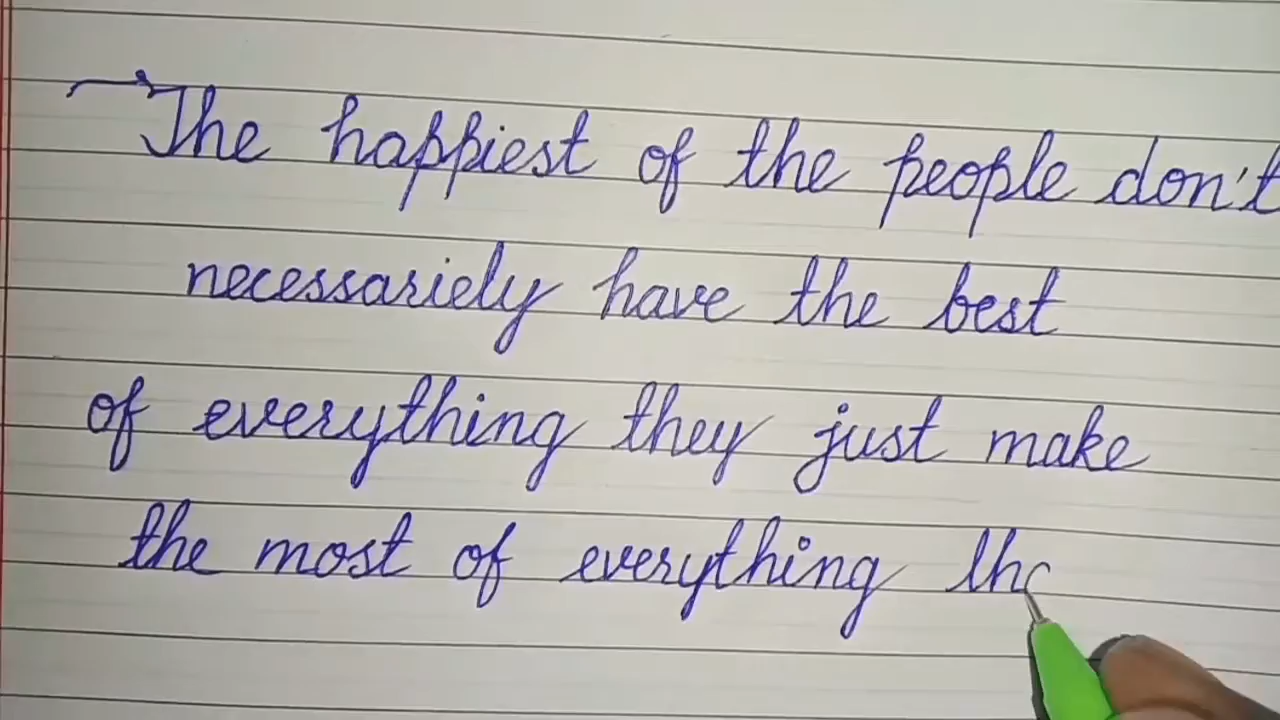 The happiest of the people don't
necessariely have the best
of everything they just make
the most of everything